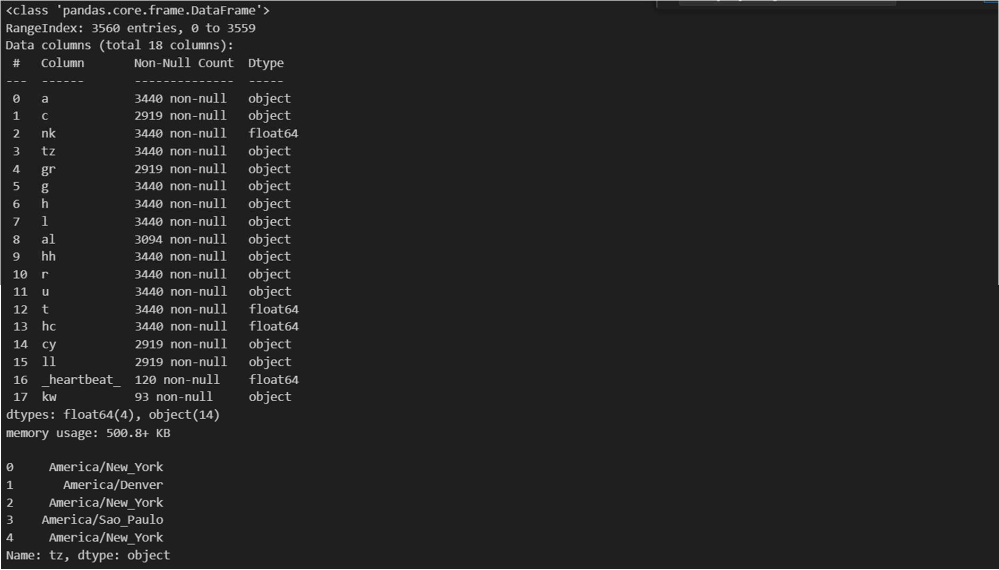 <class 'pandas.core.frame.DataFrame'>
RangeIndex: 3560 entries, 0 to 3559
Data columns (total 18 columns):
 #   Column       Non-Null Count  Dtype
---  ------       --------------  -----
 0   a            3440 non-null   object
 1   c            2919 non-null   object
 2   nk           3440 non-null   float64
 3   tz           3440 non-null   object
 4   gr           2919 non-null   object
 5   g            3440 non-null   object
 6   h            3440 non-null   object
 7   l            3440 non-null   object
 8   al           3094 non-null   object
 9   hh           3440 non-null   object
 10  r            3440 non-null   object
 11  u            3440 non-null   object
 12  t            3440 non-null   float64
 13  hc           3440 non-null   float64
 14  cy           2919 non-null   object
 15  ll           2919 non-null   object
 16  _heartbeat_  120 non-null    float64
 17  kw           93 non-null     object
dtypes: float64(4), object(14)
memory usage: 500.8+ KB
0     America/New_York
1       America/Denver
2     America/New_York
3    America/Sao_Paulo
4     America/New_York
Name: tz, dtype: object